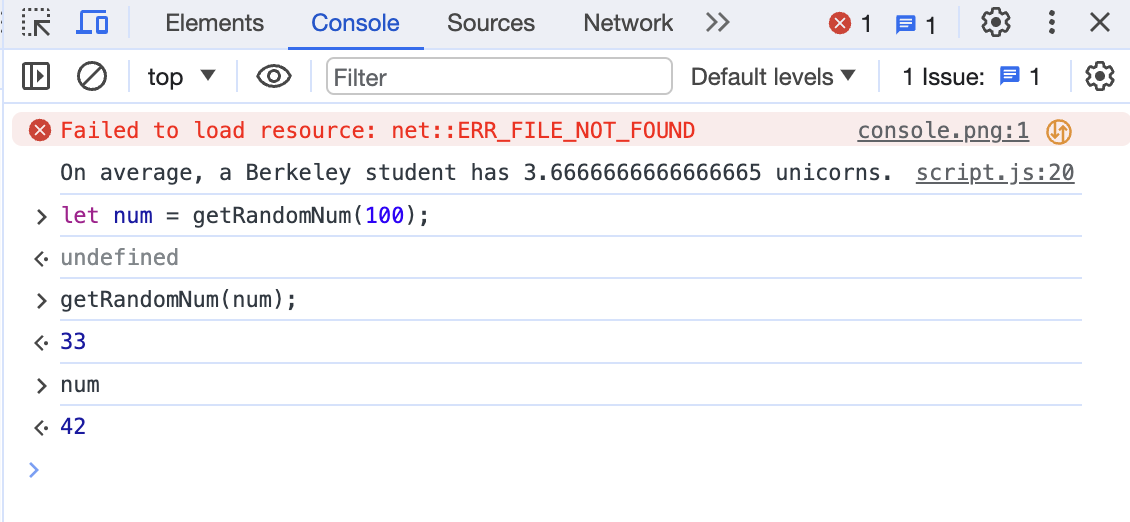 Elements Console Sources Network 1 1
top Filter Default levels 1 Issue: 1
Failed to load resource: net::ERR_FILE_NOT_FOUND console.png:1
On average, a Berkeley student has 3.6666666666666665 unicorns. script.js:20
let num = getRandomNum(100);
undefined
getRandomNum(num);
33
num
42